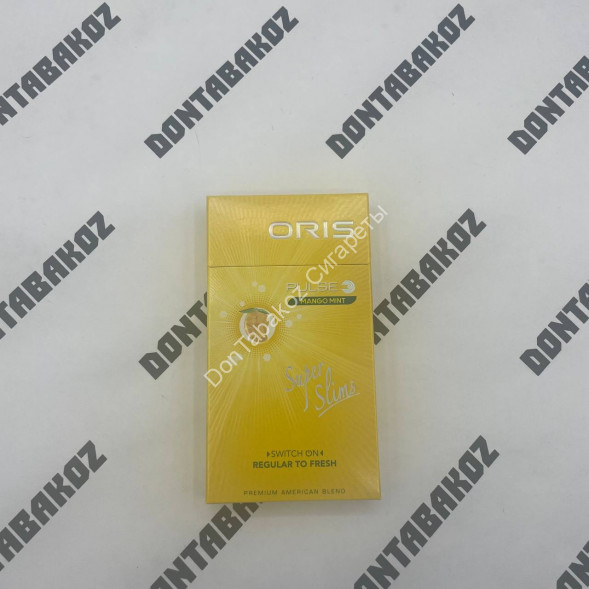 DONTABAKOZ
DONTABAKOZ
DONTABAKOZ
DONTABAKOZ
ORIS
PULSE
MANGO MINT
DonTabakoz Сигареты
Super
Slims
SWITCH ON
REGULAR TO FRESH
PREMIUM AMERICAN BLEND
DONTABAKOZ
DONTABAKOZ
DONTABAKOZ
DONTABAKOZ
DONTABAKOZ